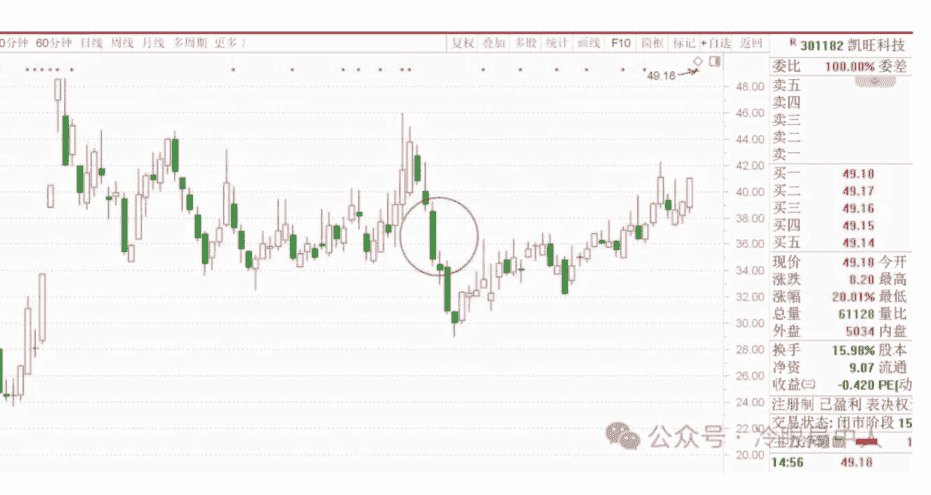 0分钟 60分钟 日线 周线 月线 多周期 更多〉
复权 叠加 多股 统计 画线 F10 简框 标记 +自选 返回
R 301182 凯旺科技
委比 100.00% 委差
卖五
卖四
卖三
卖二
卖一
买一 49.18
买二 49.17
买三 49.16
买四 49.15
买五 49.14
现价 49.18 今开
涨跌 8.20 最高
涨幅 20.01% 最低
总量 61128 量比
外盘 5034 内盘
换手 15.98% 股本
净资 9.07 流通
收益㈢ -0.420 PE(动
注册制 已盈利 表决权
交易状态: 闭市阶段 15
14:56 49.18
49.18
48.00
46.00
44.00
42.00
40.00
38.00
36.00
34.00
32.00
30.00
28.00
26.00
24.00
22.00
20.00
公众号